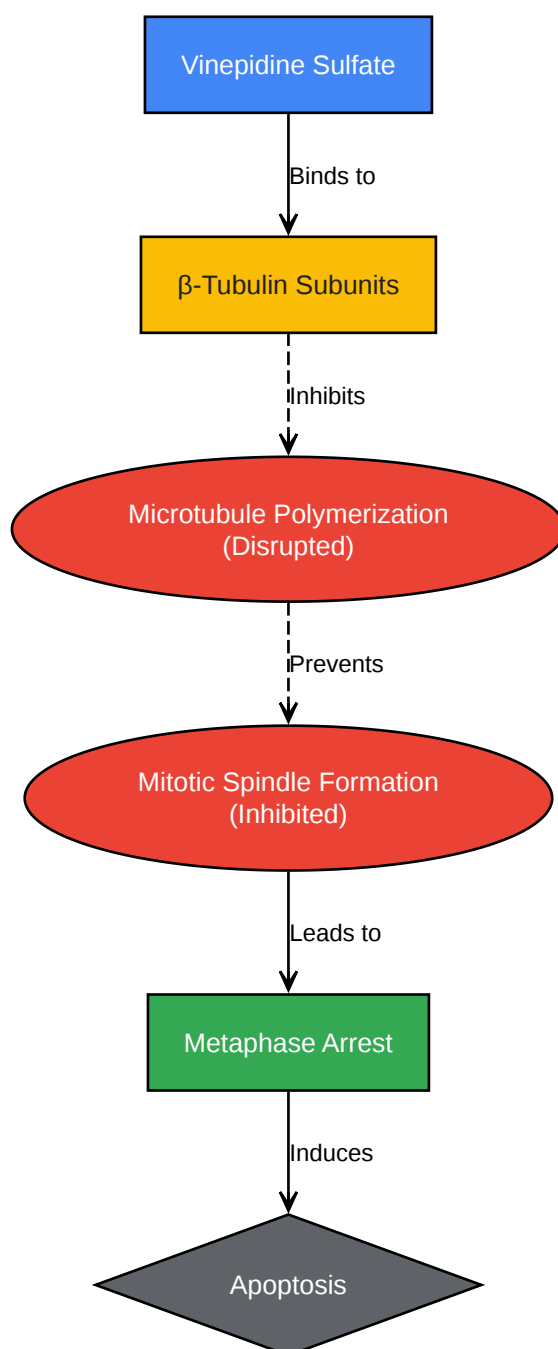 Vinepidine Sulfate
Binds to
β-Tubulin Subunits
Inhibits
Microtubule Polymerization
(Disrupted)
Prevents
Mitotic Spindle Formation
(Inhibited)
Leads to
Metaphase Arrest
Induces
Apoptosis